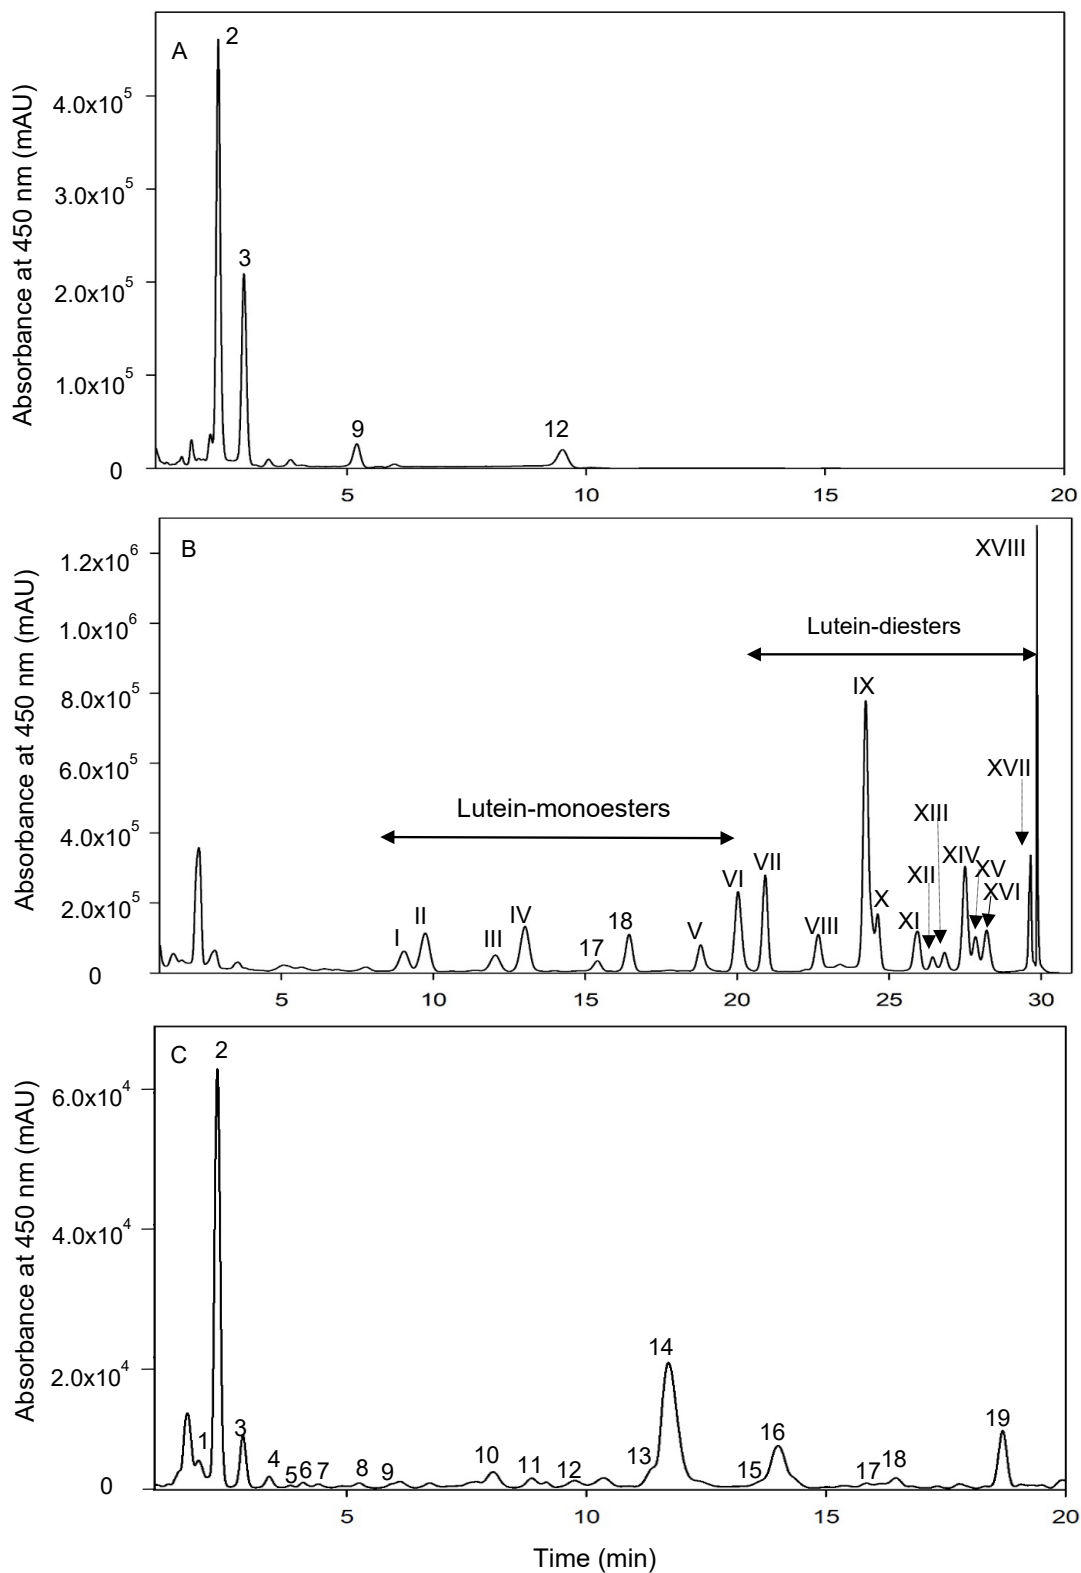 A
2
4.0x10⁵
3.0x10⁵
3
2.0x10⁵
1.0x10⁵
9
12
0
5
10
15
20
Absorbance at 450 nm (mAU)
B
XVIII
1.2x10⁶
1.0x10⁶
Lutein-diesters
8.0x10⁵
IX
6.0x10⁵
XVII
Lutein-monoesters
XIII
4.0x10⁵
XIV
XV
VI
VII
XII
XVI
2.0x10⁵
X
I
II
III
IV
17
18
V
VIII
XI
0
5
10
15
20
25
30
Absorbance at 450 nm (mAU)
C
2
6.0x10⁴
4.0x10⁴
14
2.0x10⁴
1
3
4
5
6
7
8
9
10
11
12
13
15
16
17
18
19
0
5
10
15
20
Absorbance at 450 nm (mAU)
Time (min)